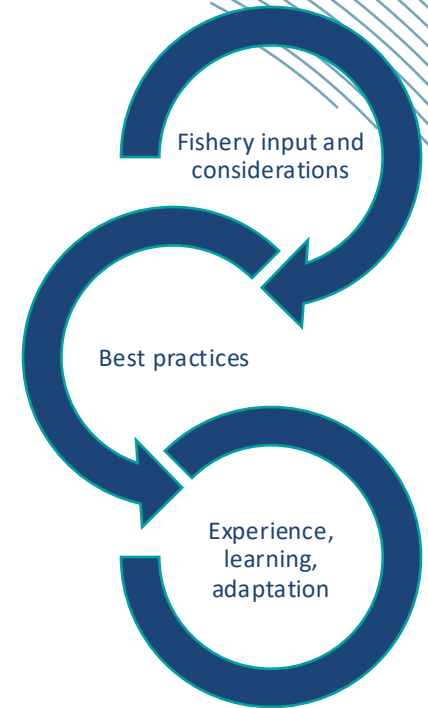 Fishery input and
considerations
Best practices
Experience,
learning,
adaptation